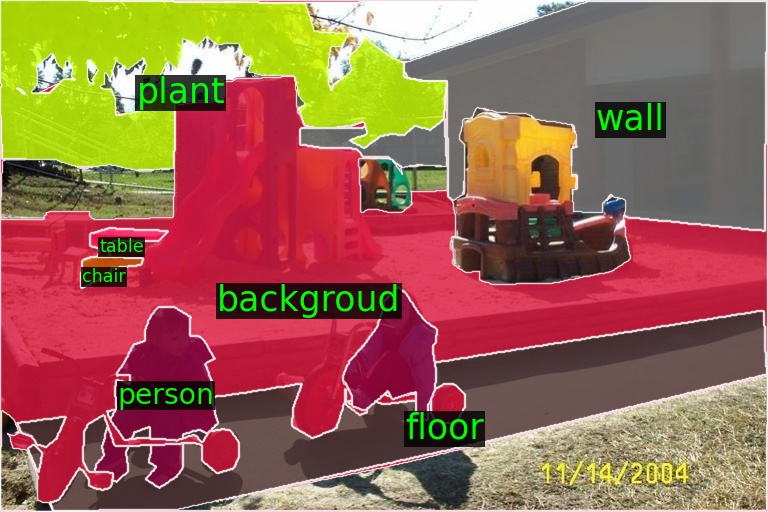 plant
wall
table
chair
backgroud
person
floor
11/14/2004